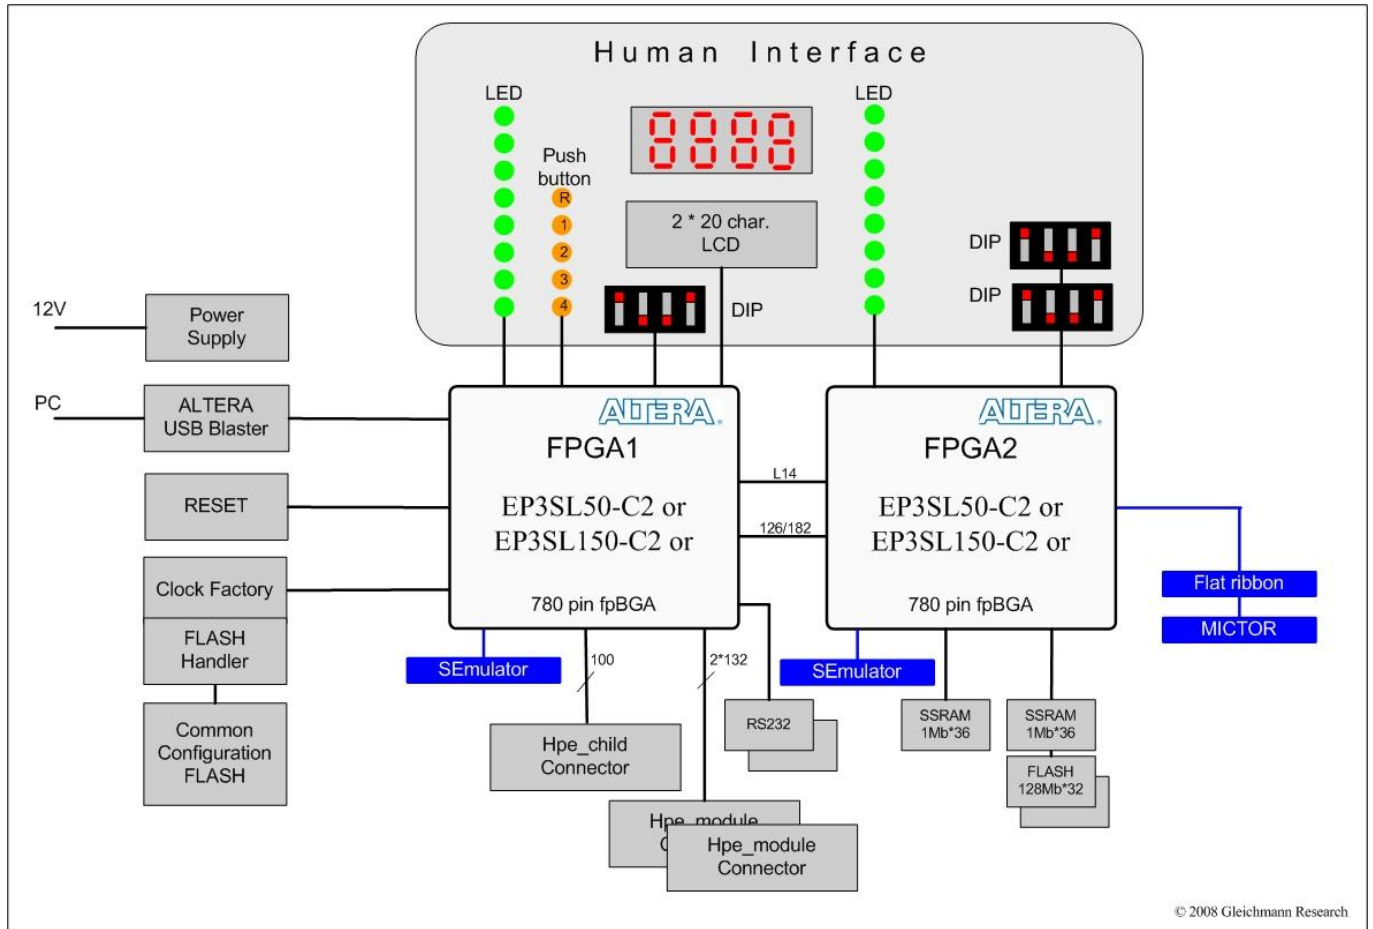 Human Interface
LED
LED
Push
button
R
1
2
3
4
8888
2 * 20 char.
LCD
DIP
DIP
DIP
12V
Power
Supply
PC
ALTERA
USB Blaster
RESET
Clock Factory
FLASH
Handler
Common
Configuration
FLASH
ALTERA®
FPGA1
EP3SL50-C2 or
EP3SL150-C2 or
780 pin fpBGA
L14
126/182
ALTERA®
FPGA2
EP3SL50-C2 or
EP3SL150-C2 or
780 pin fpBGA
Flat ribbon
MICTOR
SEmulator
100
2*132
SEmulator
Hpe_child
Connector
RS232
SSRAM
1Mb*36
SSRAM
1Mb*36
FLASH
128Mb*32
Hpe_module
C
Hpe_module
Connector
© 2008 Gleichmann Research